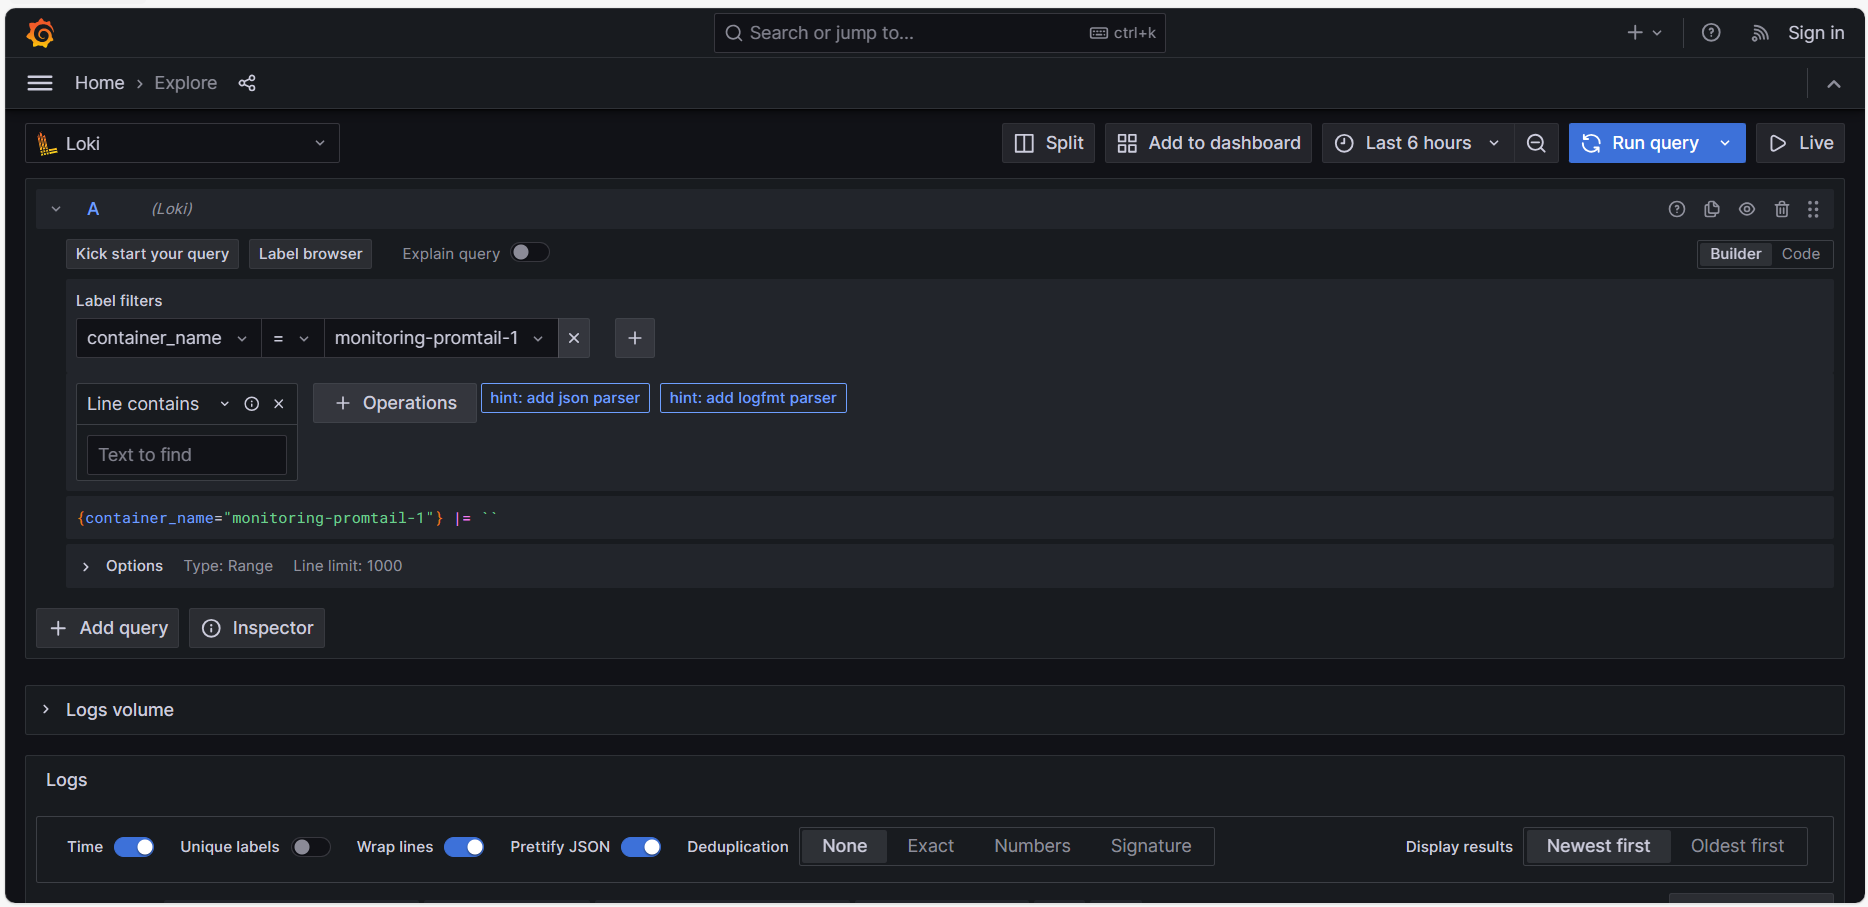 Search or jump to... ctrl+k Sign in
Home › Explore
Loki Split Add to dashboard Last 6 hours Run query Live
A (Loki)
Kick start your query Label browser Explain query Builder Code
Label filters
container_name = monitoring-promtail-1
Line contains Operations hint: add json parser hint: add logfmt parser
Text to find
{container_name="monitoring-promtail-1"} |= ``
Options Type: Range Line limit: 1000
Add query Inspector
Logs volume
Logs
Time Unique labels Wrap lines Prettify JSON Deduplication None Exact Numbers Signature Display results Newest first Oldest first